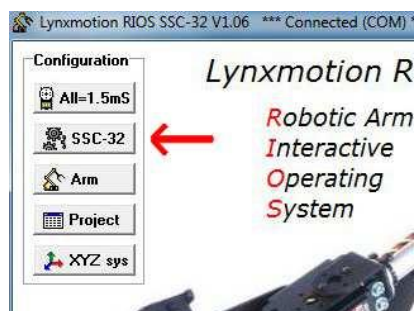 Lynxmotion RIOS SSC-32 V1.06 *** Connected (COM) *
Configuration
All=1.5mS
SSC-32
Arm
Project
XYZ sys
Lynxmotion R
Robotic Arm
Interactive
Operating
System